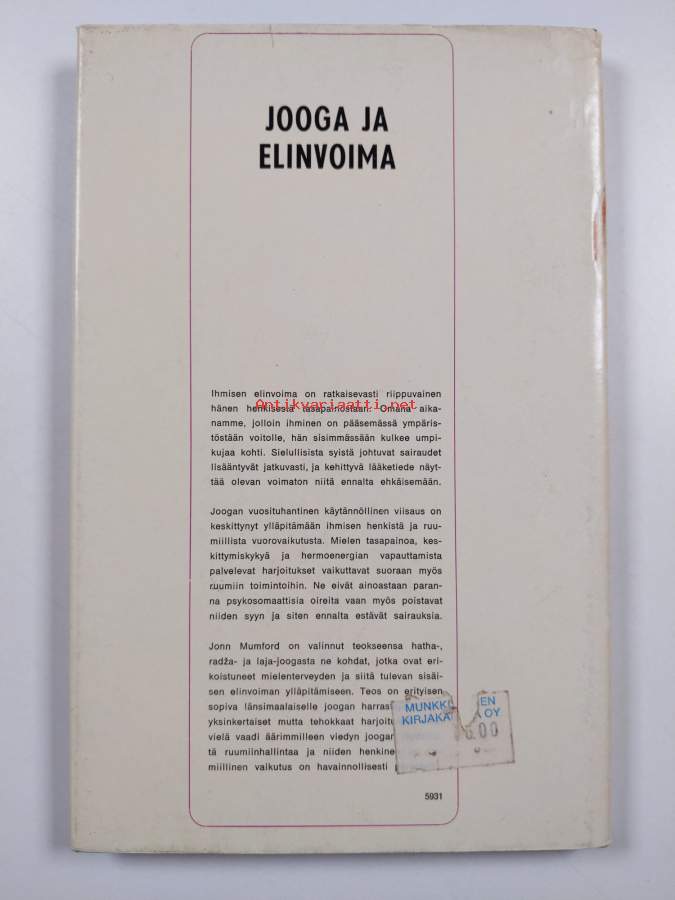 JOOGA JA
ELINVOIMA
Ihmisen elinvoima on ratkaisevasti riippuvainen
hänen henkisestä tasapainostaan. Omana aika-
Antikvariaatti.net
namme, jolloin ihminen on pääsemässä ympäris-
töstään voitolle, hän sisimmässään kulkee umpi-
kujaa kohti. Sielullisista syistä johtuvat sairaudet
lisääntyvät jatkuvasti, ja kehittyvä lääketiede näyt-
tää olevan voimaton niitä ennalta ehkäisemään.
Joogan vuosituhantinen käytännöllinen viisaus on
keskittynyt ylläpitämään ihmisen henkistä ja ruu-
miillista vuorovaikutusta. Mielen tasapainoa, kes-
kittymiskykyä ja hermoenergian vapauttamista
palvelevat harjoitukset vaikuttavat suoraan myös
ruumiin toimintoihin. Ne eivät ainoastaan paran-
na psykosomaattisia oireita vaan myös poistavat
niiden syyn ja siten ennalta estävät sairauksia.
Jonn Mumford on valinnut teokseensa hatha-,
radža- ja laja-joogasta ne kohdat, jotka ovat eri-
koistuneet mielenterveyden ja siitä tulevan sisäi-
sen elinvoiman ylläpitämiseen. Teos on erityisen
sopiva länsimaalaiselle joogan harras
yksinkertaiset mutta tehokkaat harjoitu
vielä vaadi äärimmilleen viedyn joogan
tä ruumiinhallintaa ja niiden henkine
miillinen vaikutus on havainnollisesti
MUNKKI EN
KIRJAKA A OY
.00
5931